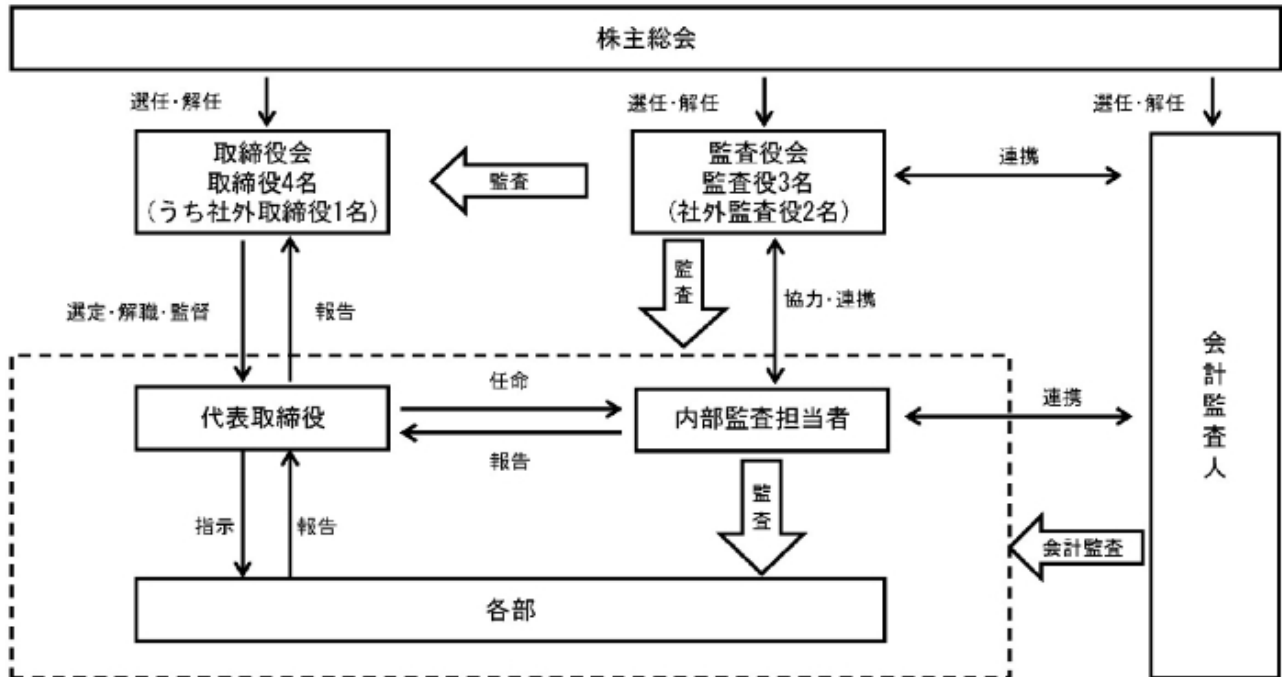 株主総会
選任・解任
選任・解任
選任・解任
取締役会
取締役4名
(うち社外取締役1名)
監査
監査役会
監査役3名
(社外監査役2名)
連携
選定・解職・監督
報告
監査
協力・連携
会計監査人
代表取締役
任命
報告
内部監査担当者
連携
指示
報告
監査
会計監査
各部